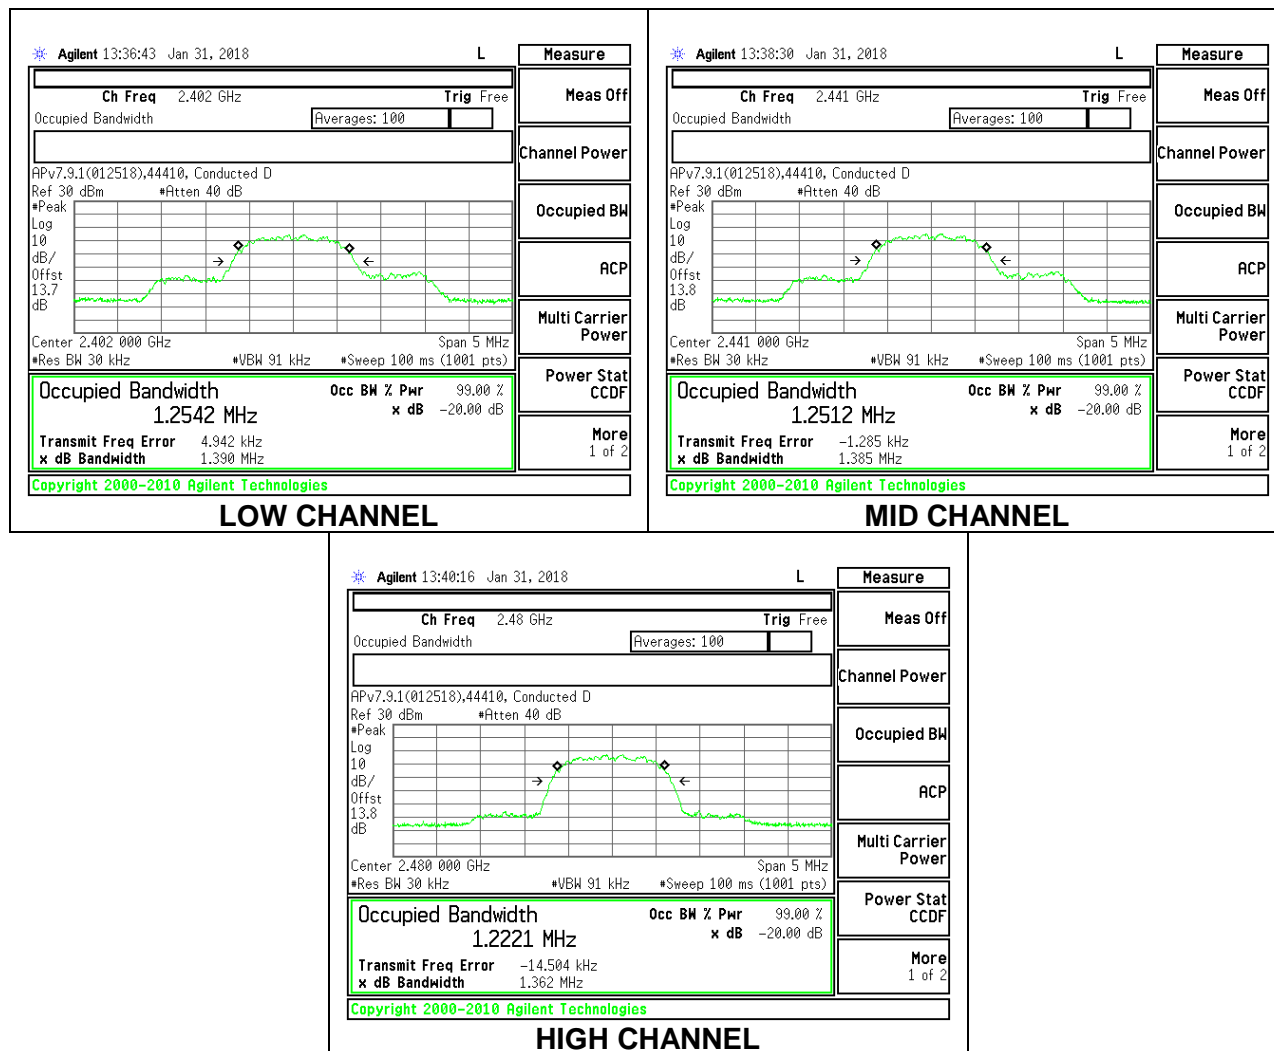 Agilent 13:36:43 Jan 31, 2018 L Measure
Ch Freq 2.402 GHz Trig Free
Occupied Bandwidth Averages: 100
APv7.9.1(012518),44410, Conducted D
Ref 30 dBm #Atten 40 dB
#Peak
Log
10
dB/
Offst
13.7
dB
Center 2.402 000 GHz Span 5 MHz
#Res BW 30 kHz #VBW 91 kHz #Sweep 100 ms (1001 pts)
Occupied Bandwidth Occ BW % Pwr 99.00 %
1.2542 MHz x dB -20.00 dB
Transmit Freq Error 4.942 kHz
x dB Bandwidth 1.390 MHz
Copyright 2000-2010 Agilent Technologies
Meas Off
Channel Power
Occupied BW
ACP
Multi Carrier
Power
Power Stat
CCDF
More
1 of 2
LOW CHANNEL
Agilent 13:38:30 Jan 31, 2018 L Measure
Ch Freq 2.441 GHz Trig Free
Occupied Bandwidth Averages: 100
APv7.9.1(012518),44410, Conducted D
Ref 30 dBm #Atten 40 dB
#Peak
Log
10
dB/
Offst
13.8
dB
Center 2.441 000 GHz Span 5 MHz
#Res BW 30 kHz #VBW 91 kHz #Sweep 100 ms (1001 pts)
Occupied Bandwidth Occ BW % Pwr 99.00 %
1.2512 MHz x dB -20.00 dB
Transmit Freq Error -1.285 kHz
x dB Bandwidth 1.385 MHz
Copyright 2000-2010 Agilent Technologies
Meas Off
Channel Power
Occupied BW
ACP
Multi Carrier
Power
Power Stat
CCDF
More
1 of 2
MID CHANNEL
Agilent 13:40:16 Jan 31, 2018 L Measure
Ch Freq 2.48 GHz Trig Free
Occupied Bandwidth Averages: 100
APv7.9.1(012518),44410, Conducted D
Ref 30 dBm #Atten 40 dB
#Peak
Log
10
dB/
Offst
13.8
dB
Center 2.480 000 GHz Span 5 MHz
#Res BW 30 kHz #VBW 91 kHz #Sweep 100 ms (1001 pts)
Occupied Bandwidth Occ BW % Pwr 99.00 %
1.2221 MHz x dB -20.00 dB
Transmit Freq Error -14.504 kHz
x dB Bandwidth 1.362 MHz
Copyright 2000-2010 Agilent Technologies
Meas Off
Channel Power
Occupied BW
ACP
Multi Carrier
Power
Power Stat
CCDF
More
1 of 2
HIGH CHANNEL